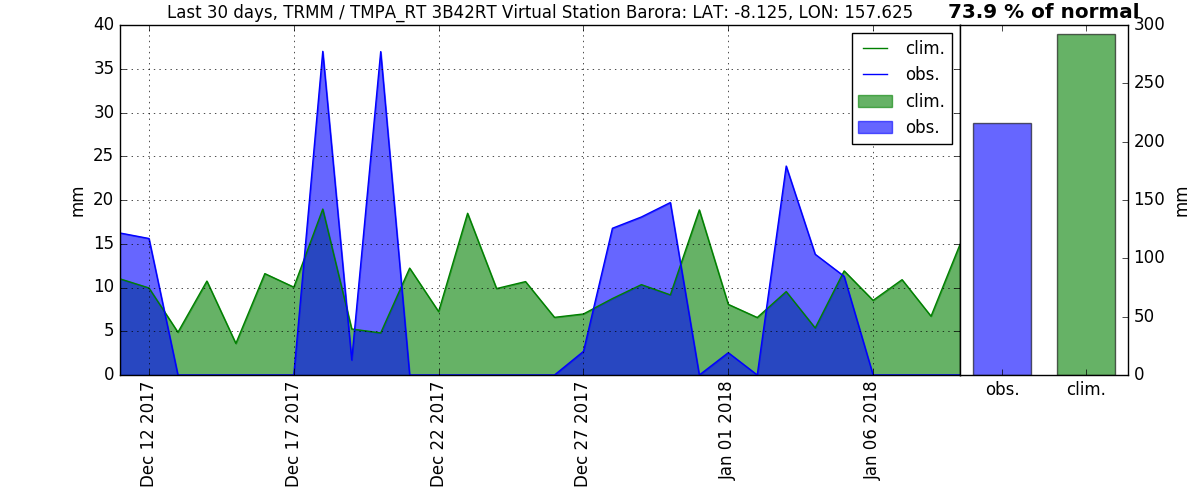 Last 30 days, TRMM / TMPA_RT 3B42RT Virtual Station Barora: LAT: -8.125, LON: 157.625
73.9 % of normal
40
35
30
25
20
15
10
5
0
mm
clim.
obs.
clim.
obs.
300
250
200
150
100
50
0
mm
obs. clim.
Dec 12 2017
Dec 17 2017
Dec 22 2017
Dec 27 2017
Jan 01 2018
Jan 06 2018